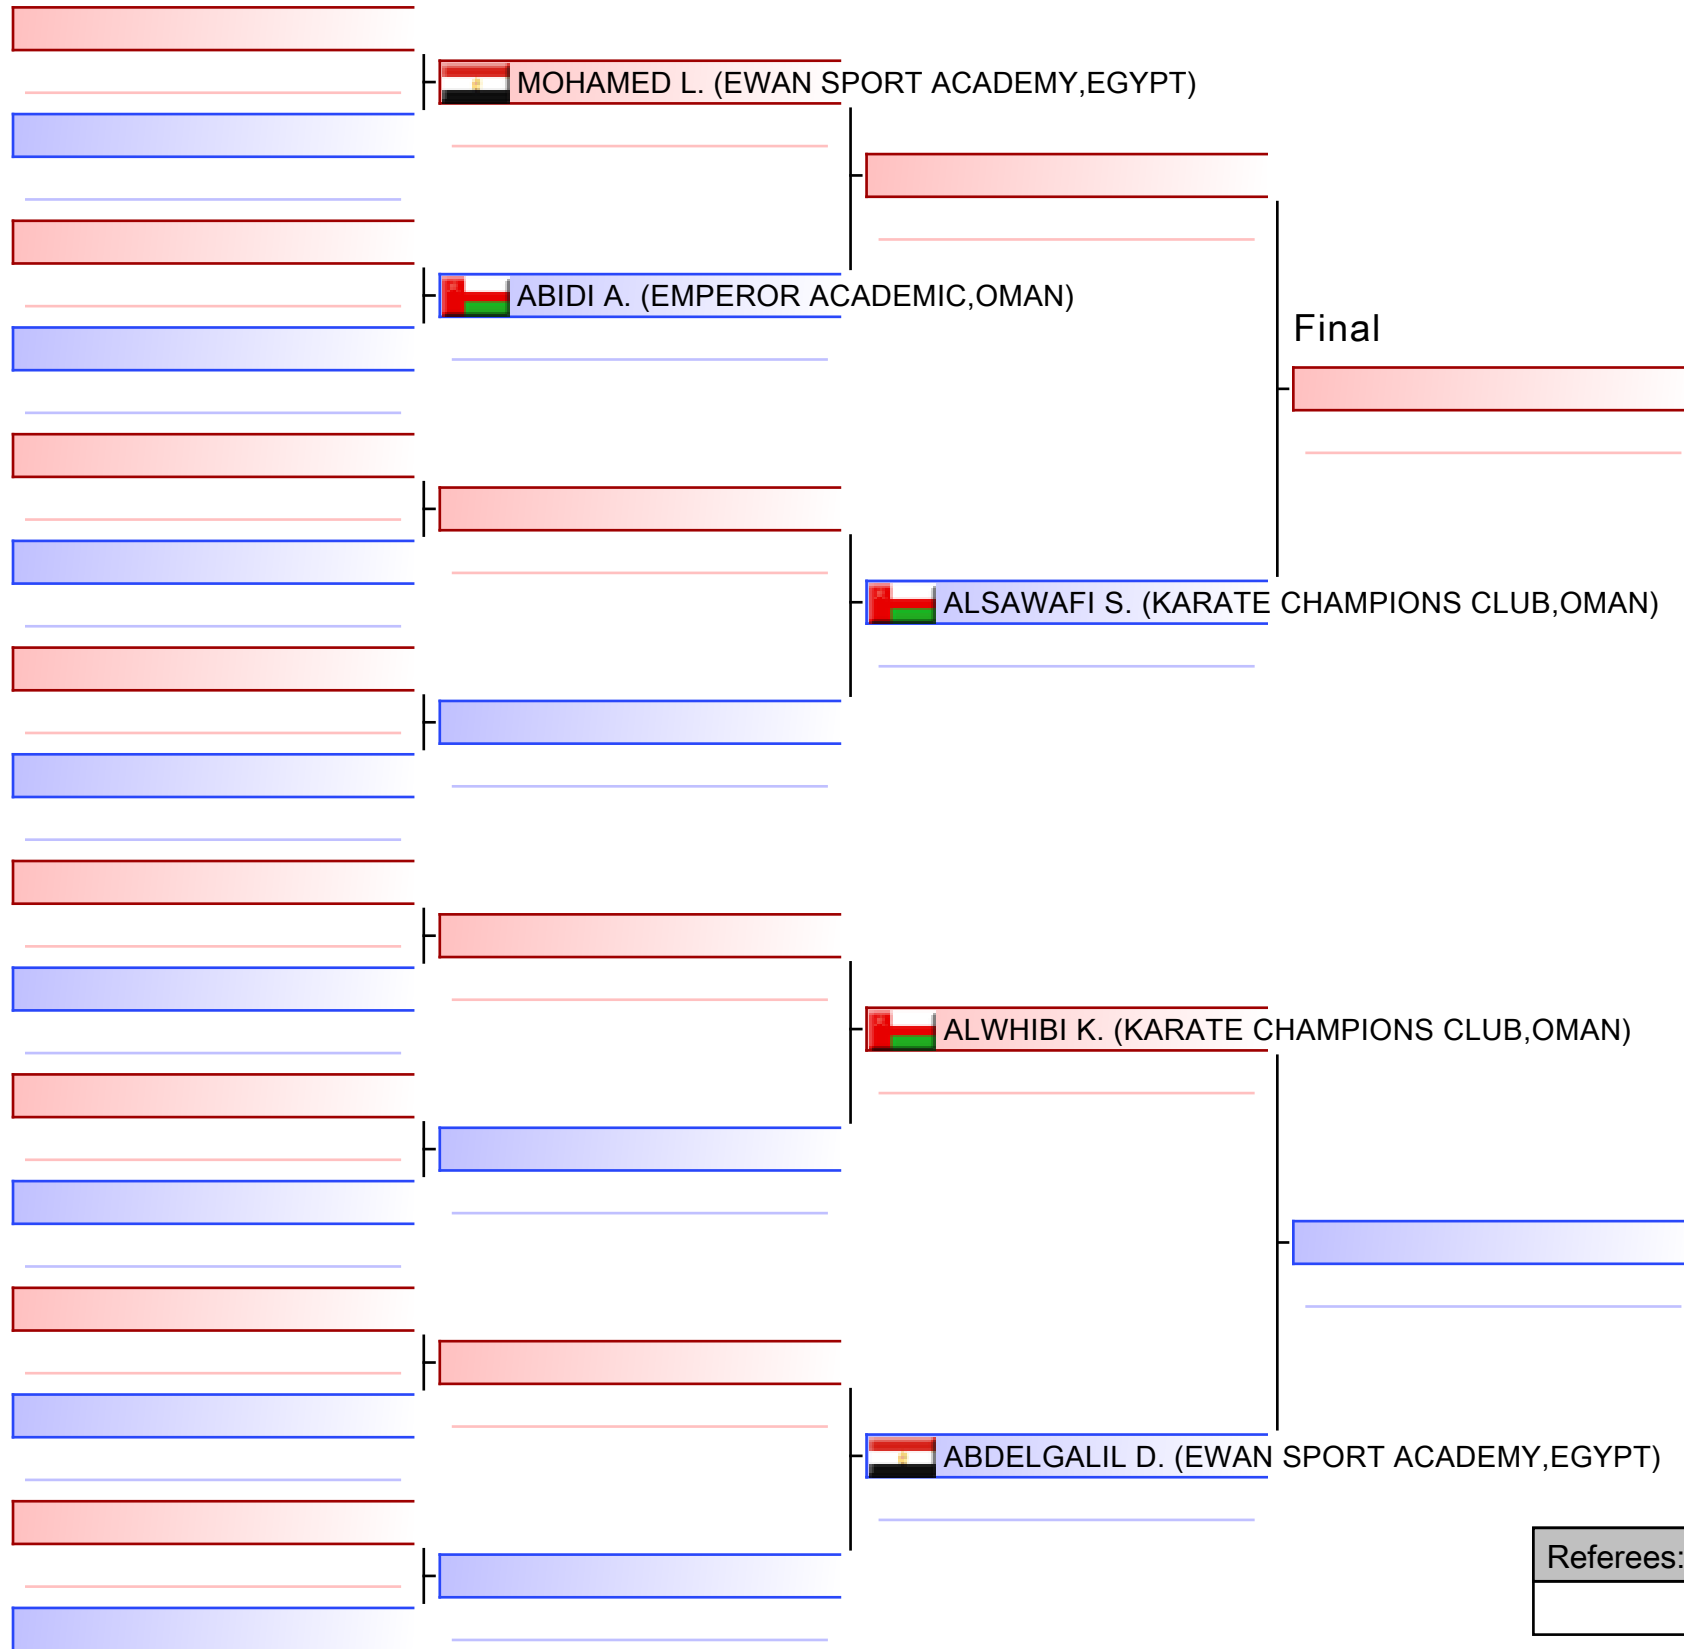 MOHAMED L. (EWAN SPORT ACADEMY,EGYPT)
ABIDI A. (EMPEROR ACADEMIC,OMAN)
Final
ALSAWAFI S. (KARATE CHAMPIONS CLUB,OMAN)
ALWHIBI K. (KARATE CHAMPIONS CLUB,OMAN)
ABDELGALIL D. (EWAN SPORT ACADEMY,EGYPT)
Referees: